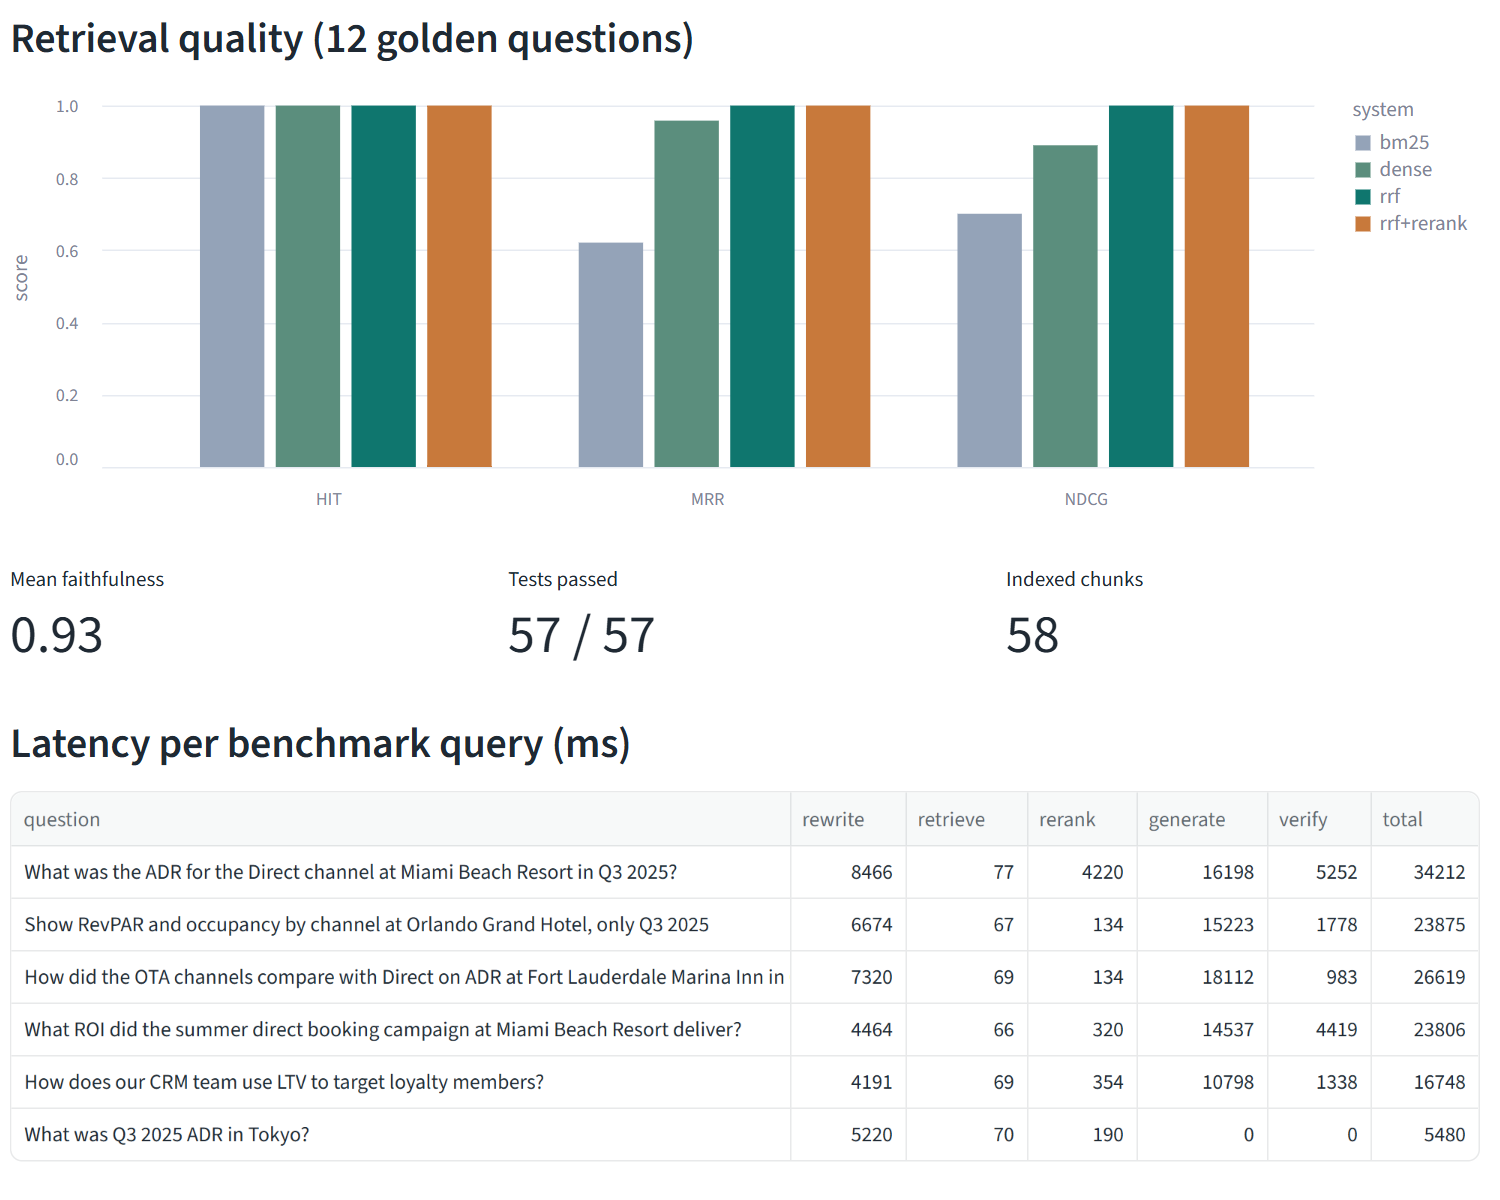 Retrieval quality (12 golden questions)
1.0
0.8
0.6
0.4
0.2
0.0
score
HIT
MRR
NDCG
system
bm25
dense
rrf
rrf+rerank
Mean faithfulness
0.93
Tests passed
57 / 57
Indexed chunks
58
Latency per benchmark query (ms)
question rewrite retrieve rerank generate verify total
What was the ADR for the Direct channel at Miami Beach Resort in Q3 2025? 8466 77 4220 16198 5252 34212
Show RevPAR and occupancy by channel at Orlando Grand Hotel, only Q3 2025 6674 67 134 15223 1778 23875
How did the OTA channels compare with Direct on ADR at Fort Lauderdale Marina Inn in 7320 69 134 18112 983 26619
What ROI did the summer direct booking campaign at Miami Beach Resort deliver? 4464 66 320 14537 4419 23806
How does our CRM team use LTV to target loyalty members? 4191 69 354 10798 1338 16748
What was Q3 2025 ADR in Tokyo? 5220 70 190 0 0 5480